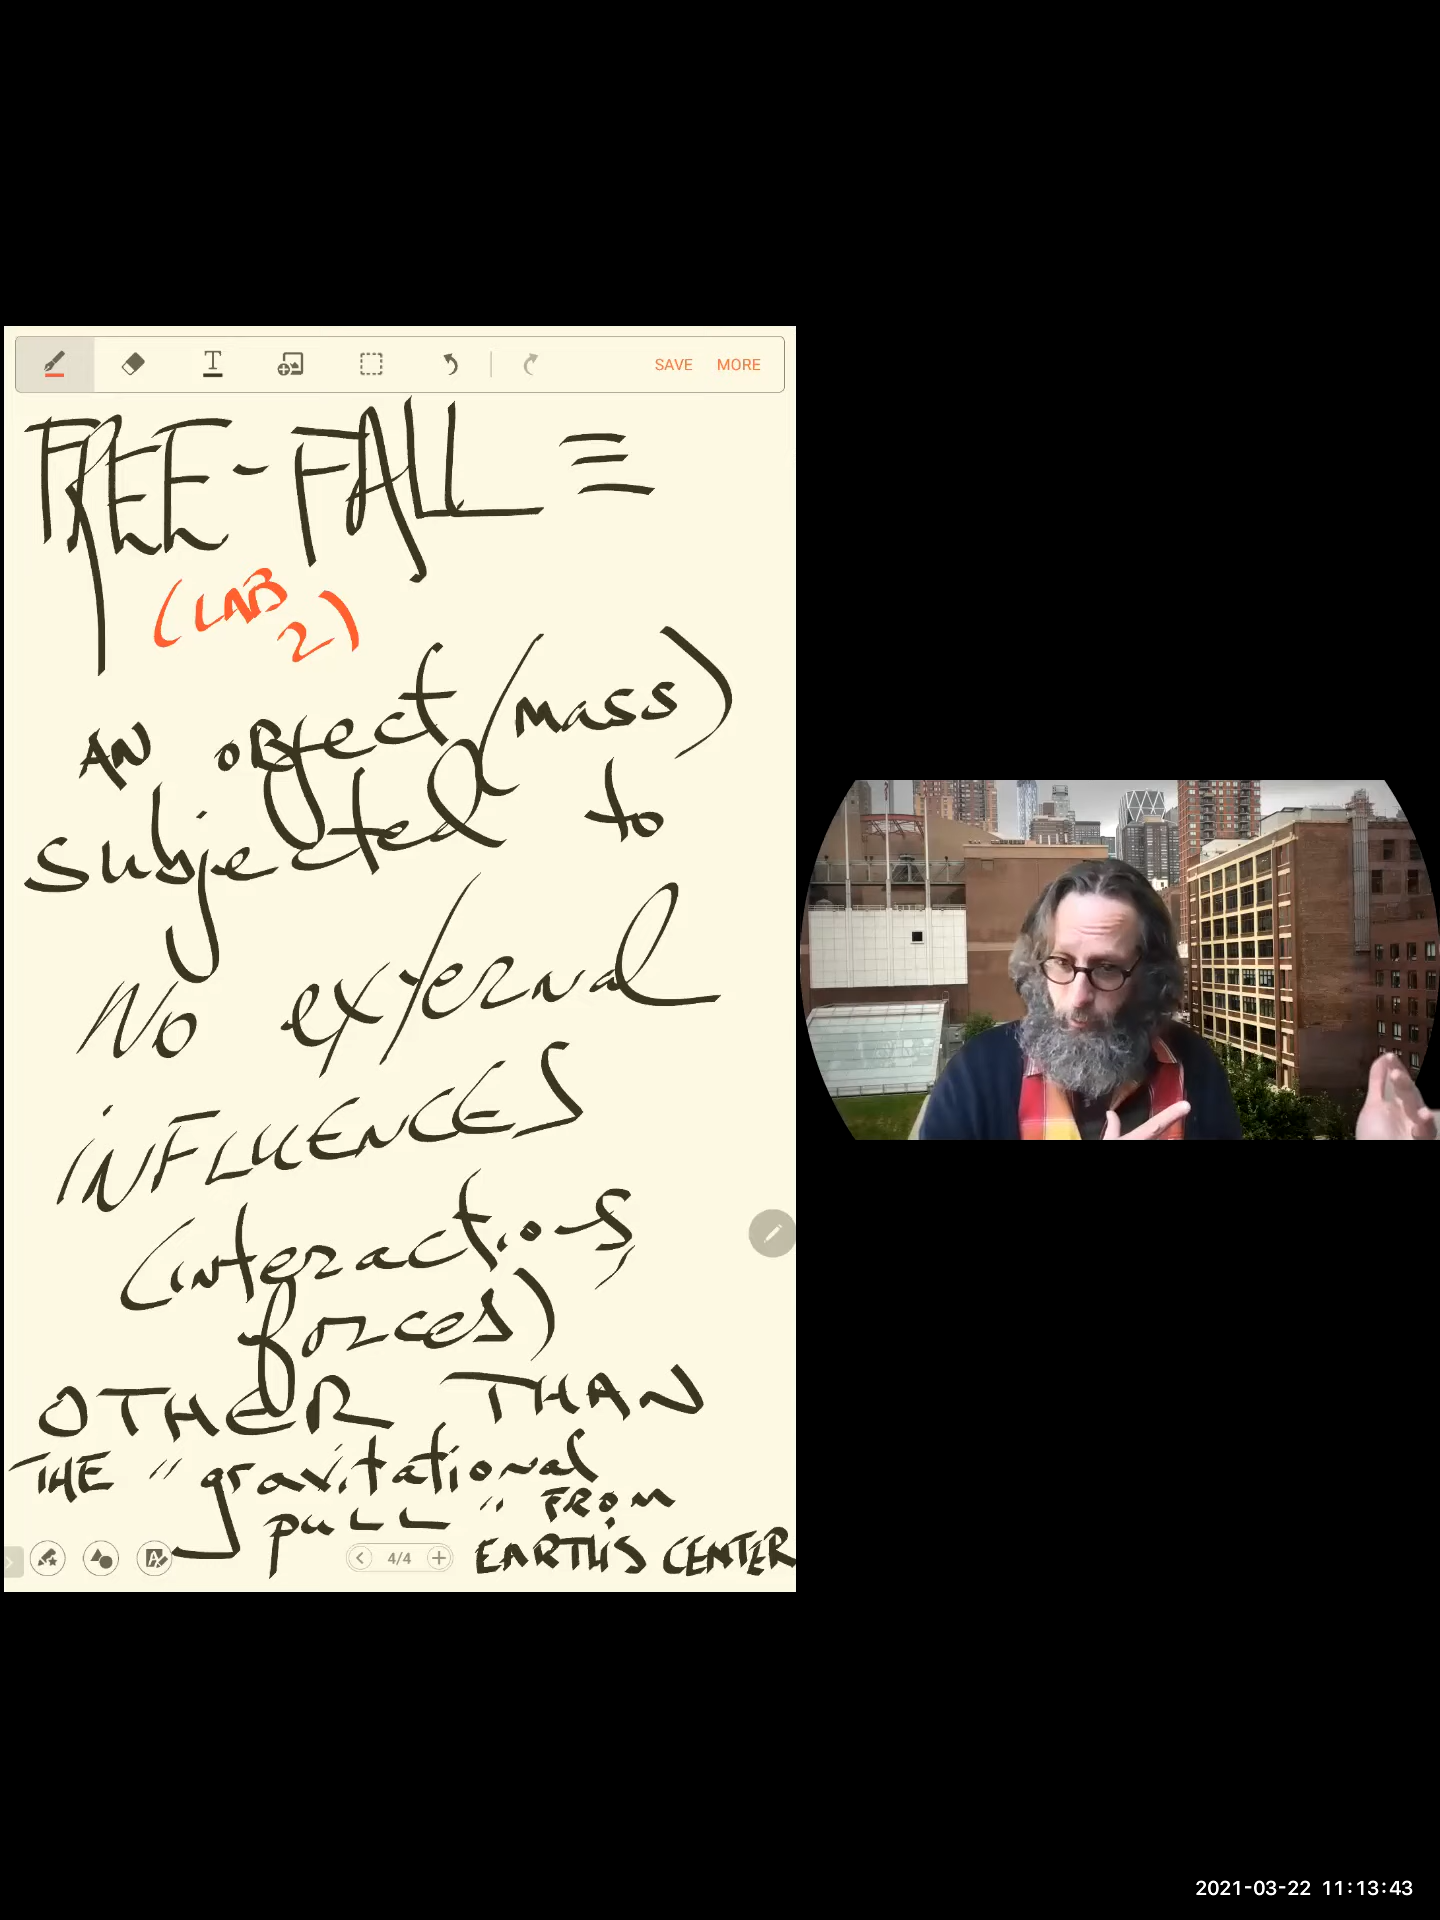 SAVE MORE
FREE-FALL ≡
(LAB
2)
AN OBJECT (mass)
subjected to
No external
INFLUENCES
(interactions,
forces)
OTHER THAN
THE "gravitational
pull" FROM
EARTH'S CENTER
4/4
2021-03-22 11:13:43